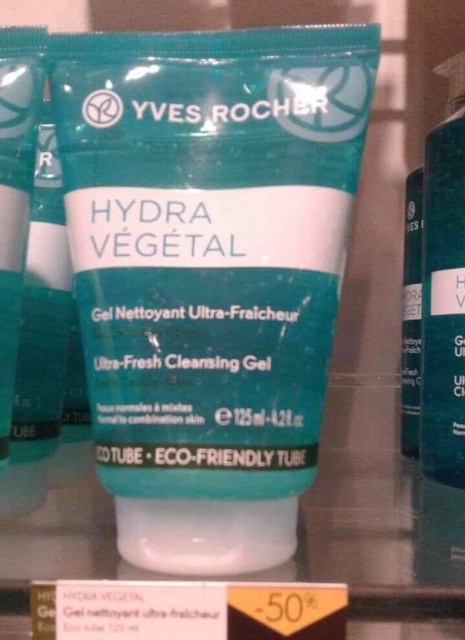 YVES ROCHER
HYDRA
VÉGÉTAL
Gel Nettoyant Ultra-Fraîcheur
Ultra-Fresh Cleansing Gel
Peaux normales à mixtes
Normal to combination skin
℮ 125 ml - 4.2 fl. oz
ECO TUBE • ECO-FRIENDLY TUBE
HYDRA VEGETAL
Gel nettoyant ultra-fraîcheur
Eco tube 125 ml
-50%